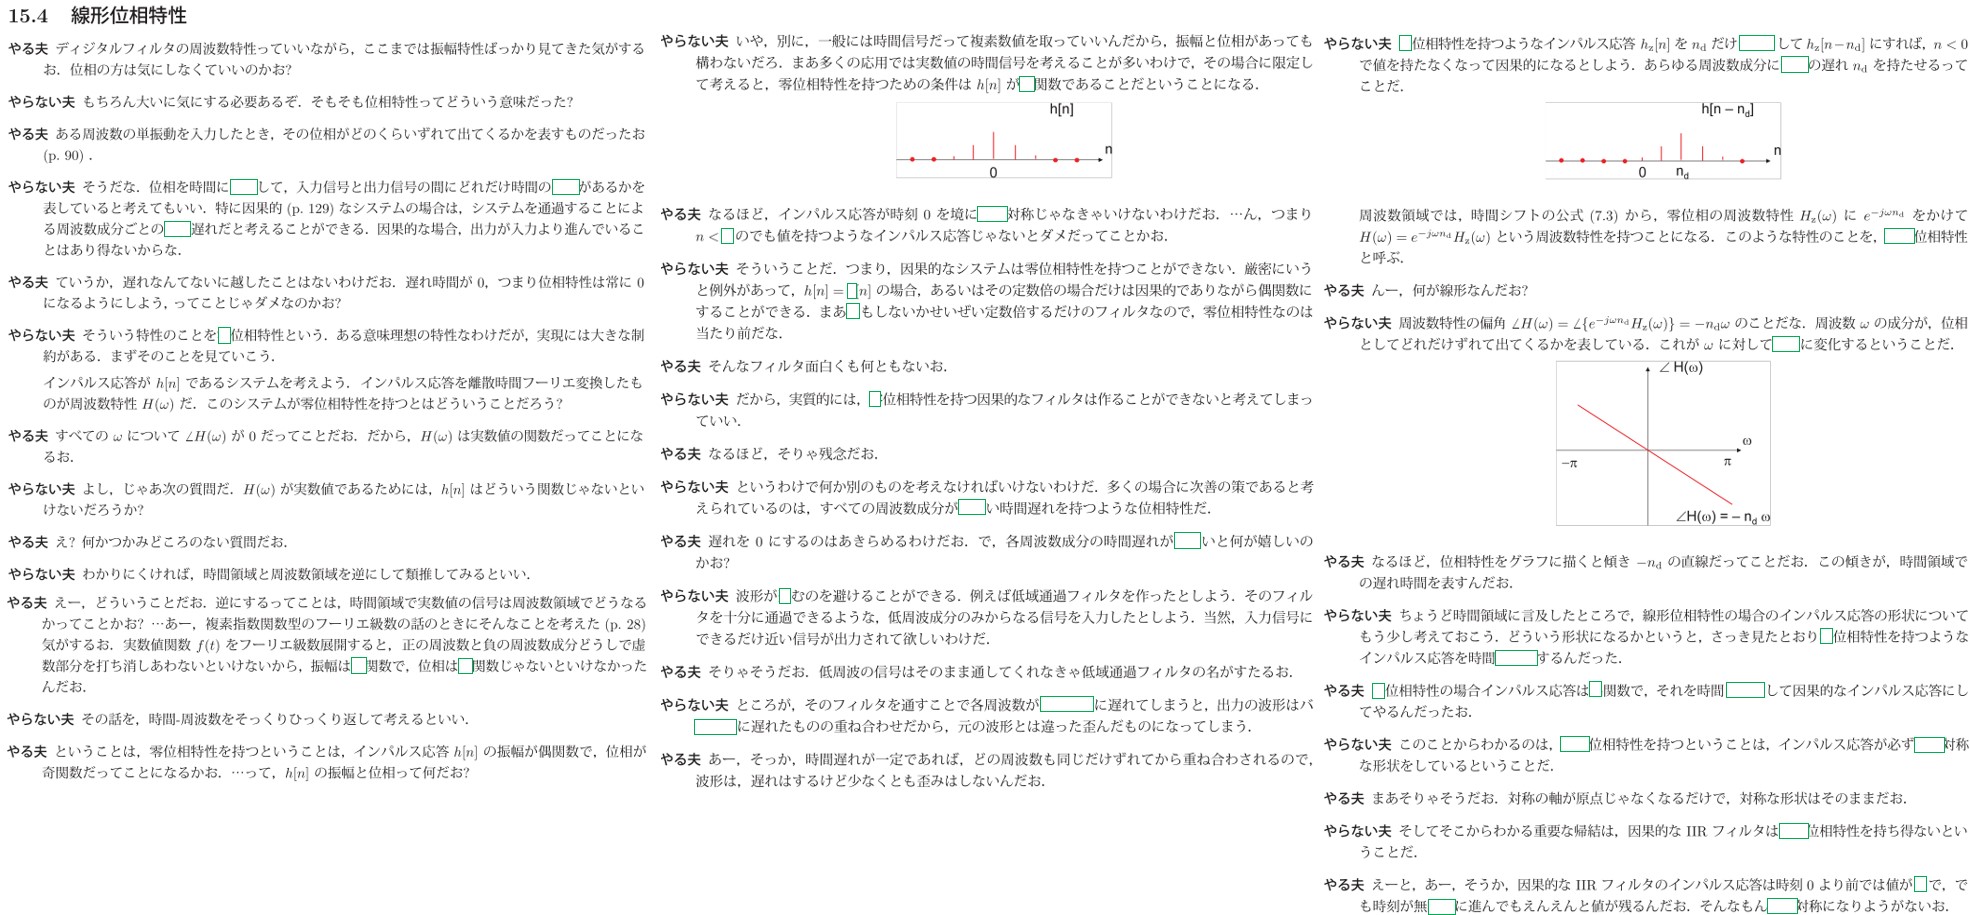 15.4 線形位相特性
やる夫 ディジタルフィルタの周波数特性っていいながら，ここまでは振幅特性ばっかり見てきた気がする
お．位相の方は気にしなくていいのかお?
やらない夫 もちろん大いに気にする必要あるぞ．そもそも位相特性ってどういう意味だった?
やる夫 ある周波数の単振動を入力したとき，その位相がどのくらいずれて出てくるかを表すものだったお
(p. 90) ．
やらない夫 そうだな．位相を時間に して，入力信号と出力信号の間にどれだけ時間の があるかを
表していると考えてもいい．特に因果的 (p. 129) なシステムの場合は，システムを通過することによ
る周波数成分ごとの 遅れだと考えることができる．因果的な場合，出力が入力より進んでいるこ
とはあり得ないからな．
やる夫 ていうか，遅れなんてないに越したことはないわけだお．遅れ時間が 0，つまり位相特性は常に 0
になるようにしよう，ってことじゃダメなのかお?
やらない夫 そういう特性のことを 位相特性という．ある意味理想の特性なわけだが，実現には大きな制
約がある．まずそのことを見ていこう．
インパルス応答が h[n] であるシステムを考えよう．インパルス応答を離散時間フーリエ変換したも
のが周波数特性 H(ω) だ．このシステムが零位相特性を持つとはどういうことだろう?
やる夫 すべての ω について ∠H(ω) が 0 だってことだお．だから，H(ω) は実数値の関数だってことにな
るお．
やらない夫 よし，じゃあ次の質問だ．H(ω) が実数値であるためには，h[n] はどういう関数じゃないとい
けないだろうか?
やる夫 え? 何かつかみどころのない質問だお．
やらない夫 わかりにくければ，時間領域と周波数領域を逆にして類推してみるといい．
やる夫 えー，どういうことだお．逆にするってことは，時間領域で実数値の信号は周波数領域でどうなる
かってことかお? …あー，複素指数関数型のフーリエ級数の話のときにそんなことを考えた (p. 28)
気がするお．実数値関数 f(t) をフーリエ級数展開すると，正の周波数と負の周波数成分どうしで虚
数部分を打ち消しあわないといけないから，振幅は 関数で，位相は 関数じゃないといけなかった
んだお．
やらない夫 その話を，時間-周波数をそっくりひっくり返して考えるといい．
やる夫 ということは，零位相特性を持つということは，インパルス応答 h[n] の振幅が偶関数で，位相が
奇関数だってことになるかお．…って，h[n] の振幅と位相って何だお?
やらない夫 いや，別に，一般には時間信号だって複素数値を取っていいんだから，振幅と位相があっても
構わないだろ．まあ多くの応用では実数値の時間信号を考えることが多いわけで，その場合に限定し
て考えると，零位相特性を持つための条件は h[n] が 関数であることだということになる．
h[n]
n
0
やる夫 なるほど，インパルス応答が時刻 0 を境に 対称じゃなきゃいけないわけだお．…ん，つまり
n < のでも値を持つようなインパルス応答じゃないとダメだってことかお．
やらない夫 そういうことだ．つまり，因果的なシステムは零位相特性を持つことができない．厳密にいう
と例外があって，h[n] = [n] の場合，あるいはその定数倍の場合だけは因果的でありながら偶関数に
することができる．まあ もしないかせいぜい定数倍するだけのフィルタなので，零位相特性なのは
当たり前だな．
やる夫 そんなフィルタ面白くも何ともないお．
やらない夫 だから，実質的には， 位相特性を持つ因果的なフィルタは作ることができないと考えてしまっ
ていい．
やる夫 なるほど，そりゃ残念だお．
やらない夫 というわけで何か別のものを考えなければいけないわけだ．多くの場合に次善の策であると考
えられているのは，すべての周波数成分が い時間遅れを持つような位相特性だ．
やる夫 遅れを 0 にするのはあきらめるわけだお．で，各周波数成分の時間遅れが いと何が嬉しいの
かお?
やらない夫 波形が むのを避けることができる．例えば低域通過フィルタを作ったとしよう．そのフィル
タを十分に通過できるような，低周波成分のみからなる信号を入力したとしよう．当然，入力信号に
できるだけ近い信号が出力されて欲しいわけだ．
やる夫 そりゃそうだお．低周波の信号はそのまま通してくれなきゃ低域通過フィルタの名がすたるお．
やらない夫 ところが，そのフィルタを通すことで各周波数が に遅れてしまうと，出力の波形はバ
に遅れたものの重ね合わせだから，元の波形とは違った歪んだものになってしまう．
やる夫 あー，そっか，時間遅れが一定であれば，どの周波数も同じだけずれてから重ね合わされるので，
波形は，遅れはするけど少なくとも歪みはしないんだお．
やらない夫 位相特性を持つようなインパルス応答 hz[n] を nd だけ して hz[n−nd] にすれば，n < 0
で値を持たなくなって因果的になるとしよう．あらゆる周波数成分に の遅れ nd を持たせるって
ことだ．
h[n − nd]
n
0 nd
周波数領域では，時間シフトの公式 (7.3) から，零位相の周波数特性 Hz(ω) に e^{−jωnd} をかけて
H(ω) = e^{−jωnd}Hz(ω) という周波数特性を持つことになる．このような特性のことを， 位相特性
と呼ぶ．
やる夫 んー，何が線形なんだお?
やらない夫 周波数特性の偏角 ∠H(ω) = ∠{e^{−jωnd}Hz(ω)} = −ndω のことだな．周波数 ω の成分が，位相
としてどれだけずれて出てくるかを表している．これが ω に対して に変化するということだ．
∠ H(ω)
ω
−π π
∠H(ω) = − nd ω
やる夫 なるほど，位相特性をグラフに描くと傾き −nd の直線だってことだお．この傾きが，時間領域で
の遅れ時間を表すんだお．
やらない夫 ちょうど時間領域に言及したところで，線形位相特性の場合のインパルス応答の形状について
もう少し考えておこう．どういう形状になるかというと，さっき見たとおり 位相特性を持つような
インパルス応答を時間 するんだった．
やる夫 位相特性の場合インパルス応答は 関数で，それを時間 して因果的なインパルス応答にし
てやるんだったお．
やらない夫 このことからわかるのは， 位相特性を持つということは，インパルス応答が必ず 対称
な形状をしているということだ．
やる夫 まあそりゃそうだお．対称の軸が原点じゃなくなるだけで，対称な形状はそのままだお．
やらない夫 そしてそこからわかる重要な帰結は，因果的な IIR フィルタは 位相特性を持ち得ないとい
うことだ．
やる夫 えーと，あー，そうか，因果的な IIR フィルタのインパルス応答は時刻 0 より前では値が で，で
も時刻が無 に進んでもえんえんと値が残るんだお．そんなもん 対称になりようがないお．